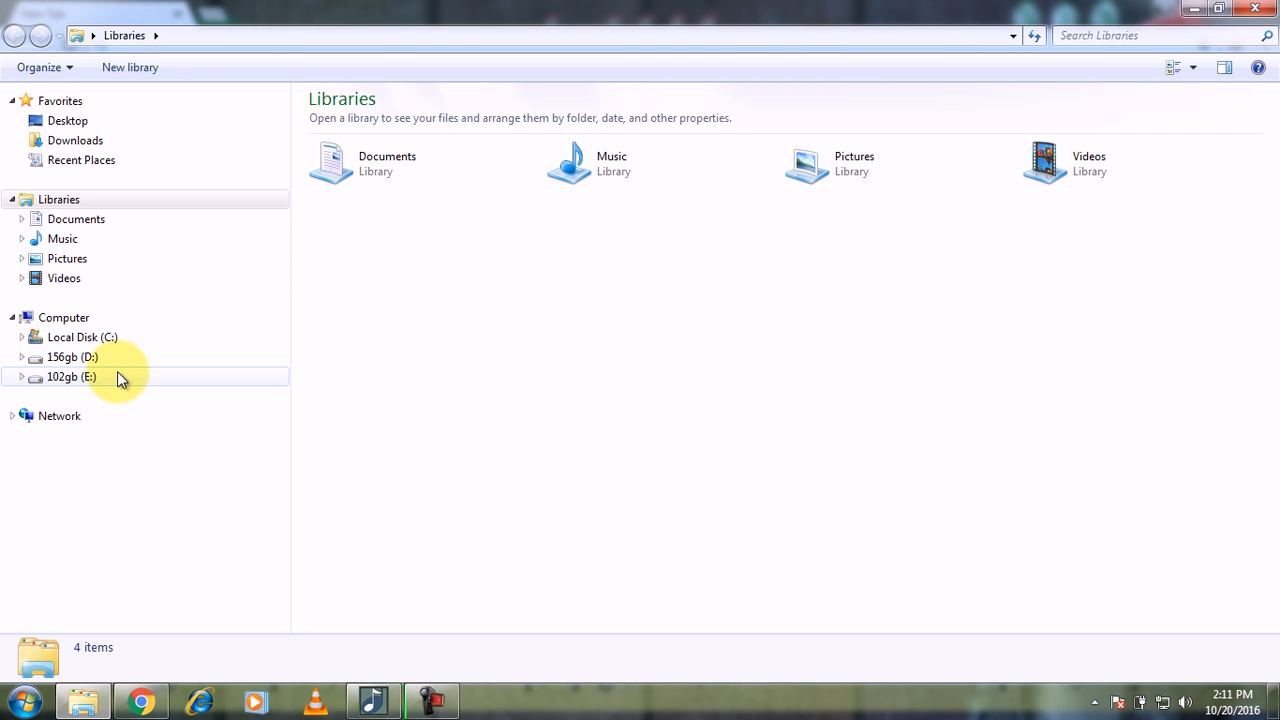 Libraries
Search Libraries
Organize
New library
Favorites
Desktop
Downloads
Recent Places
Libraries
Documents
Music
Pictures
Videos
Computer
Local Disk (C:)
156gb (D:)
102gb (E:)
Network
Libraries
Open a library to see your files and arrange them by folder, date, and other properties.
Documents
Library
Music
Library
Pictures
Library
Videos
Library
4 items
2:11 PM
10/20/2016